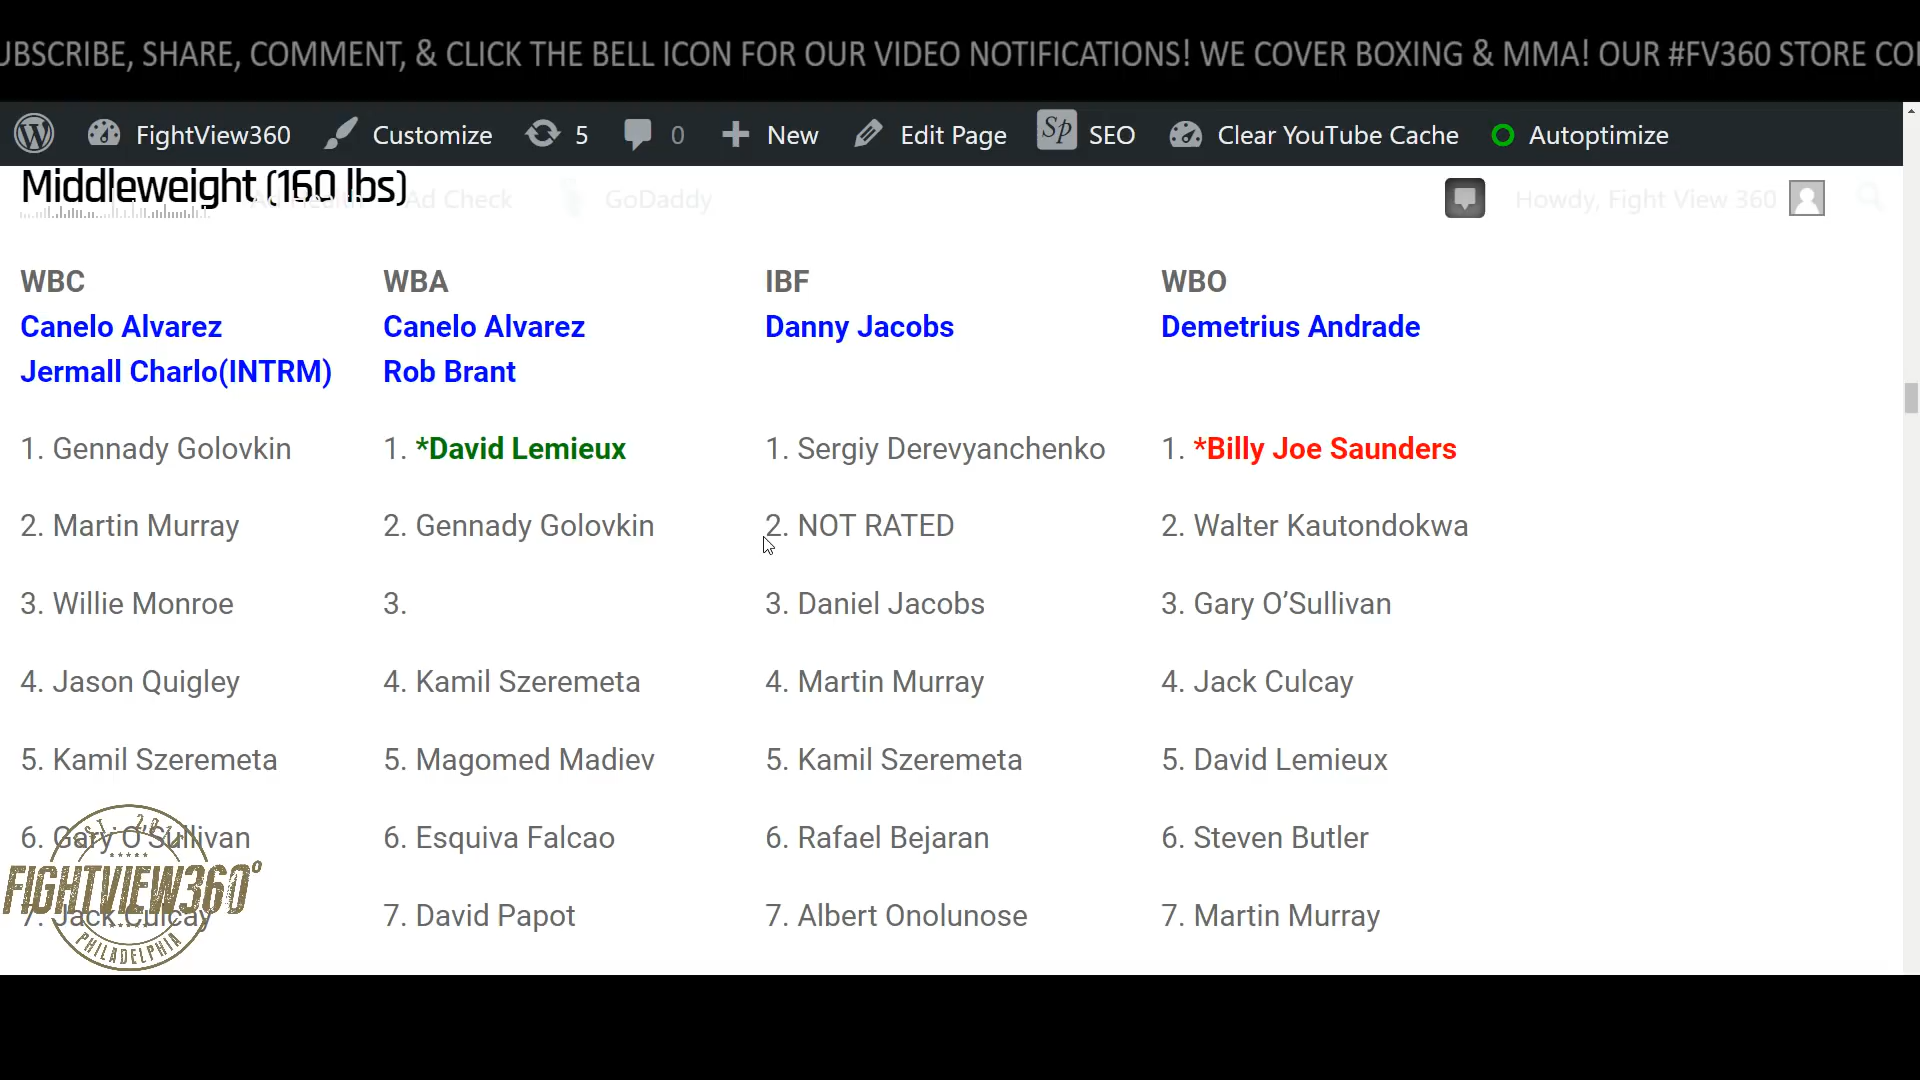 UBSCRIBE, SHARE, COMMENT, & CLICK THE BELL ICON FOR OUR VIDEO NOTIFICATIONS! WE COVER BOXING & MMA! OUR #FV360 STORE CO
FightView360 Customize 5 0 New Edit Page Sp SEO Clear YouTube Cache Autoptimize
Middleweight (160 lbs)
Ad Health Ad Check GoDaddy Howdy, Fight View 360
WBC WBA IBF WBO
Canelo Alvarez Canelo Alvarez Danny Jacobs Demetrius Andrade
Jermall Charlo(INTRM) Rob Brant
1. Gennady Golovkin 1. *David Lemieux 1. Sergiy Derevyanchenko 1. *Billy Joe Saunders
2. Martin Murray 2. Gennady Golovkin 2. NOT RATED 2. Walter Kautondokwa
3. Willie Monroe 3. 3. Daniel Jacobs 3. Gary O’Sullivan
4. Jason Quigley 4. Kamil Szeremeta 4. Martin Murray 4. Jack Culcay
5. Kamil Szeremeta 5. Magomed Madiev 5. Kamil Szeremeta 5. David Lemieux
6. Gary O’Sullivan 6. Esquiva Falcao 6. Rafael Bejaran 6. Steven Butler
7. Jack Culcay 7. David Papot 7. Albert Onolunose 7. Martin Murray
FIGHTVIEW360°
PHILADELPHIA